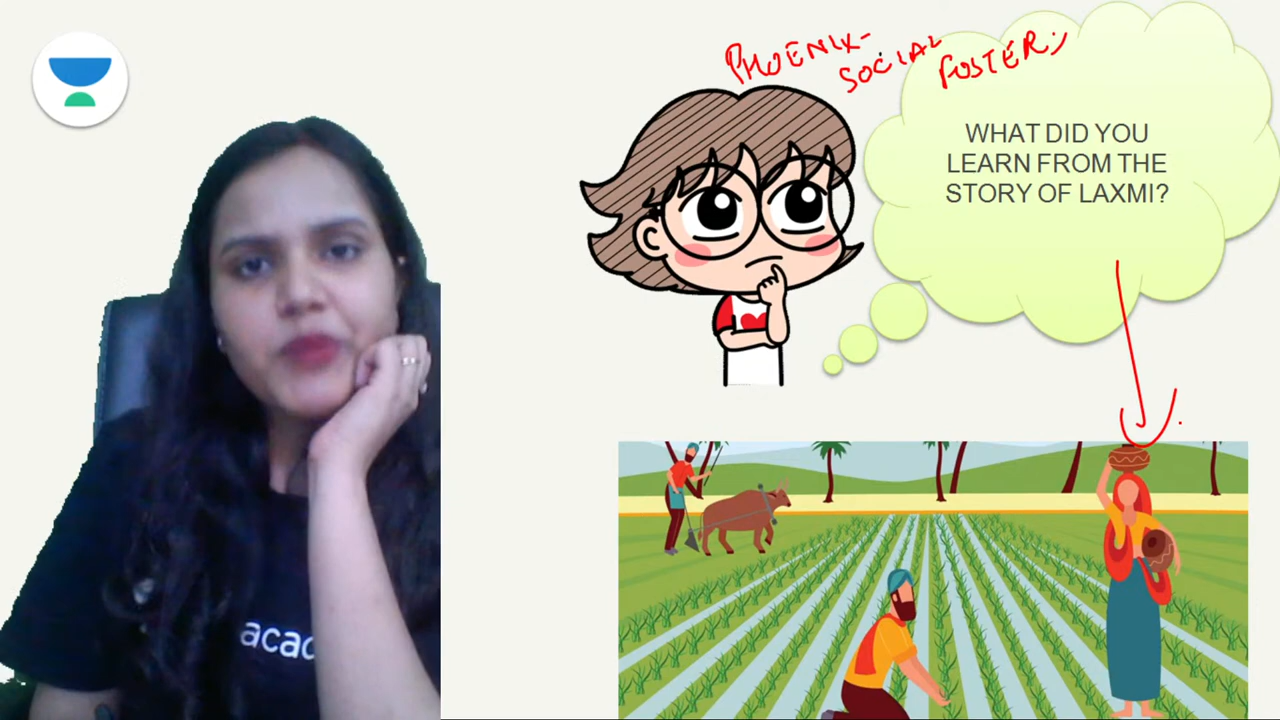 PHOENIX-
SOCIAL
FOSTER;
WHAT DID YOU
LEARN FROM THE
STORY OF LAXMI?
acad